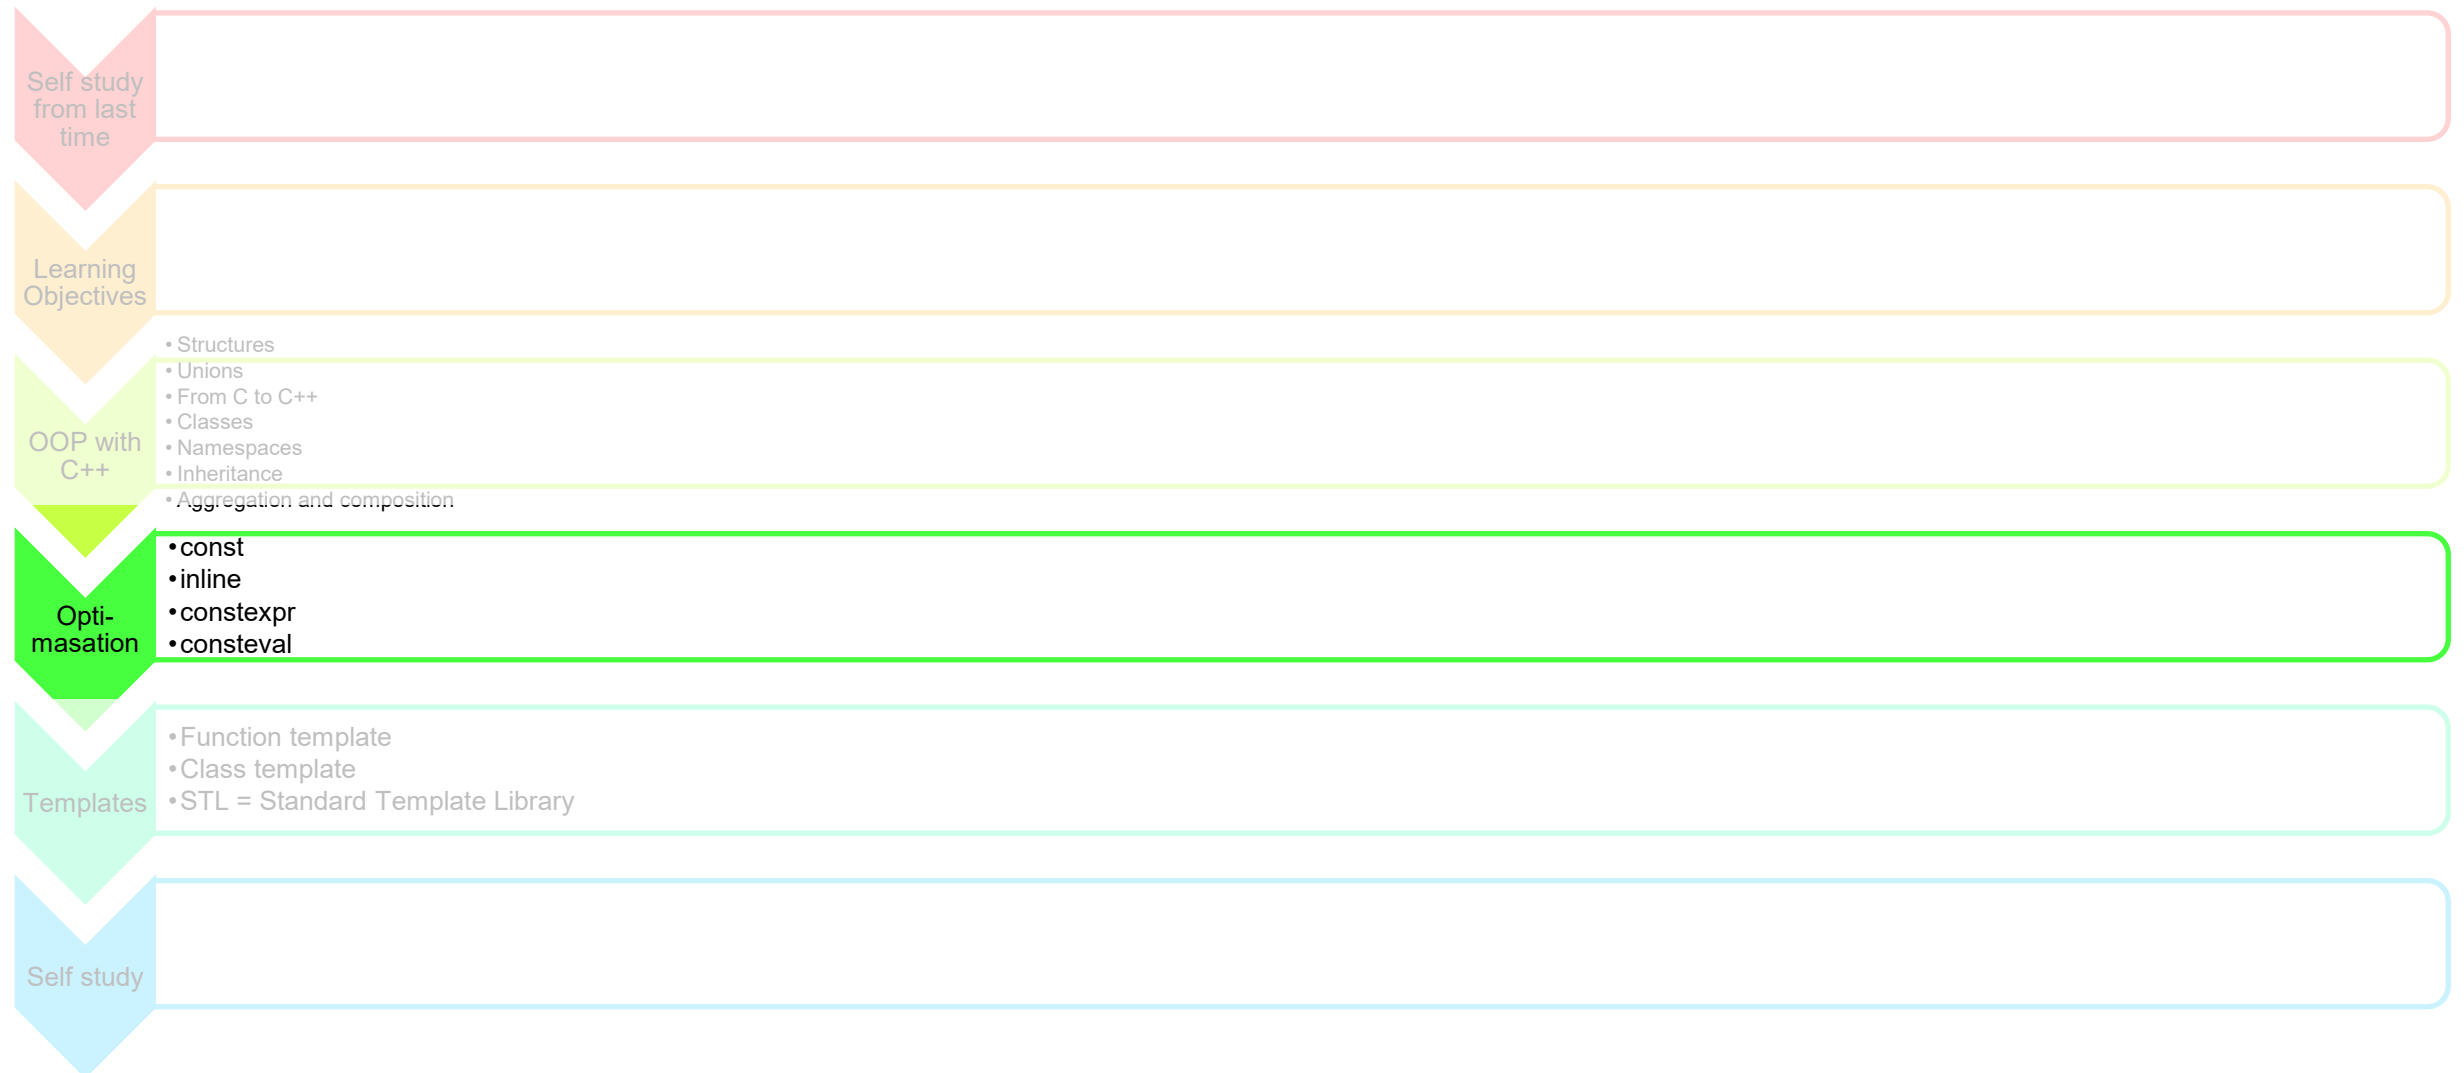 Self study
from last
time
Learning
Objectives
OOP with
C++
• Structures
• Unions
• From C to C++
• Classes
• Namespaces
• Inheritance
• Aggregation and composition
Opti-
masation
•const
•inline
•constexpr
•consteval
Templates
•Function template
•Class template
•STL = Standard Template Library
Self study